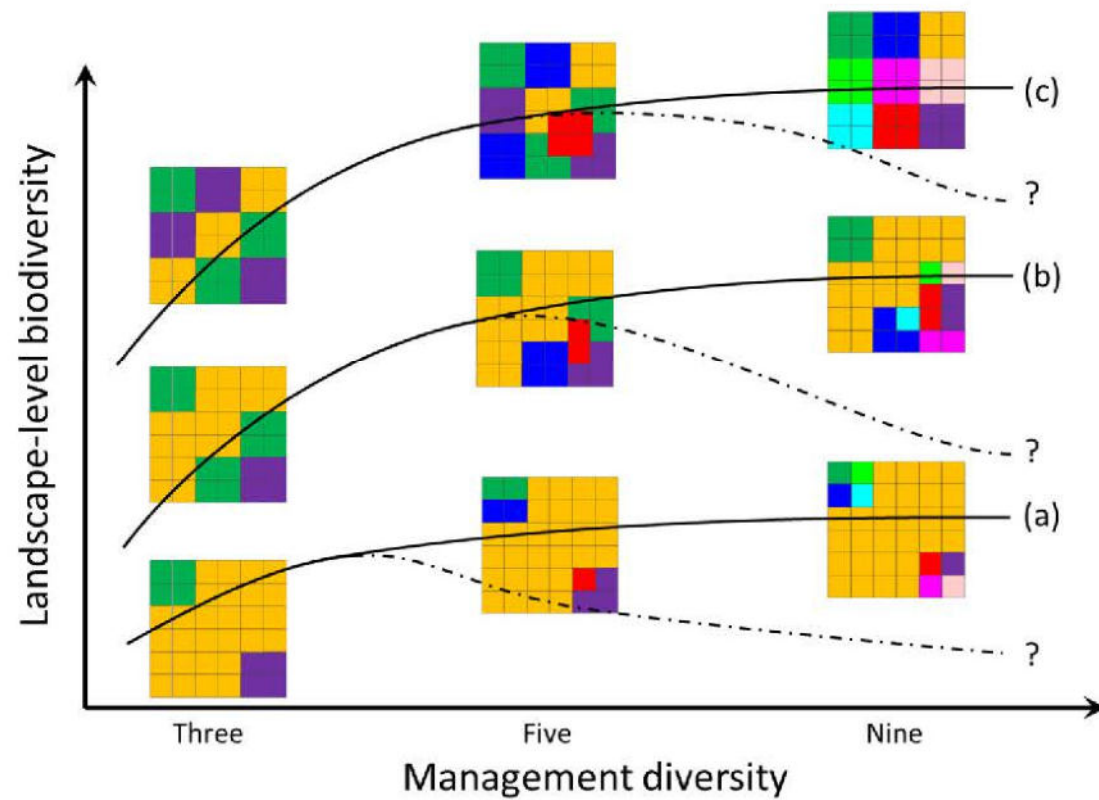 Landscape-level biodiversity
(c)
?
(b)
?
(a)
?
Three
Five
Nine
Management diversity